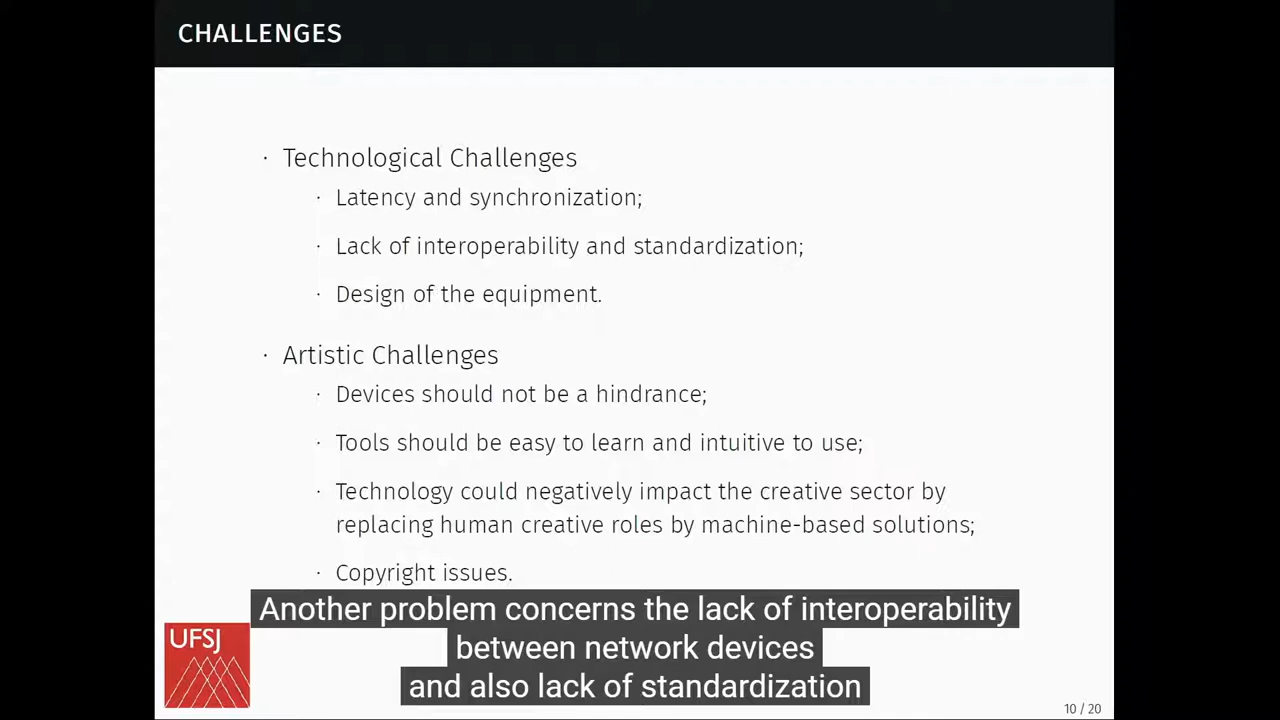 CHALLENGES
· Technological Challenges
· Latency and synchronization;
· Lack of interoperability and standardization;
· Design of the equipment.
· Artistic Challenges
· Devices should not be a hindrance;
· Tools should be easy to learn and intuitive to use;
· Technology could negatively impact the creative sector by
replacing human creative roles by machine-based solutions;
· Copyright issues.
Another problem concerns the lack of interoperability
between network devices
and also lack of standardization
UFSJ
10 / 20